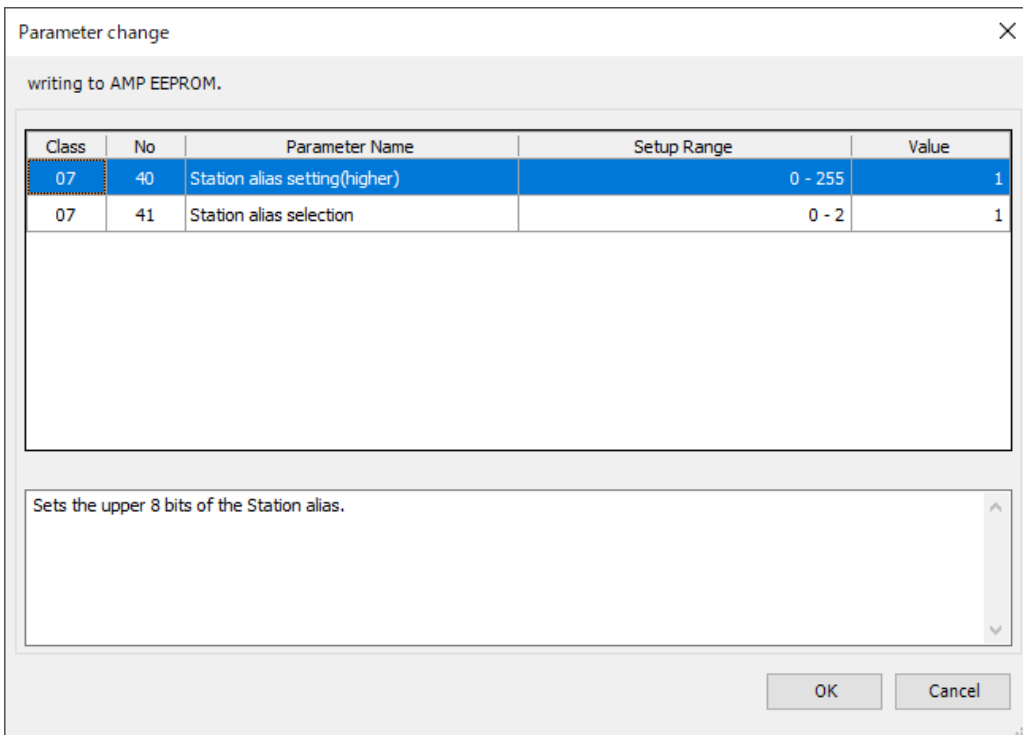 Parameter change
writing to AMP EEPROM.
Class No Parameter Name Setup Range Value
07 40 Station alias setting(higher) 0 - 255 1
07 41 Station alias selection 0 - 2 1
Sets the upper 8 bits of the Station alias.
OK Cancel